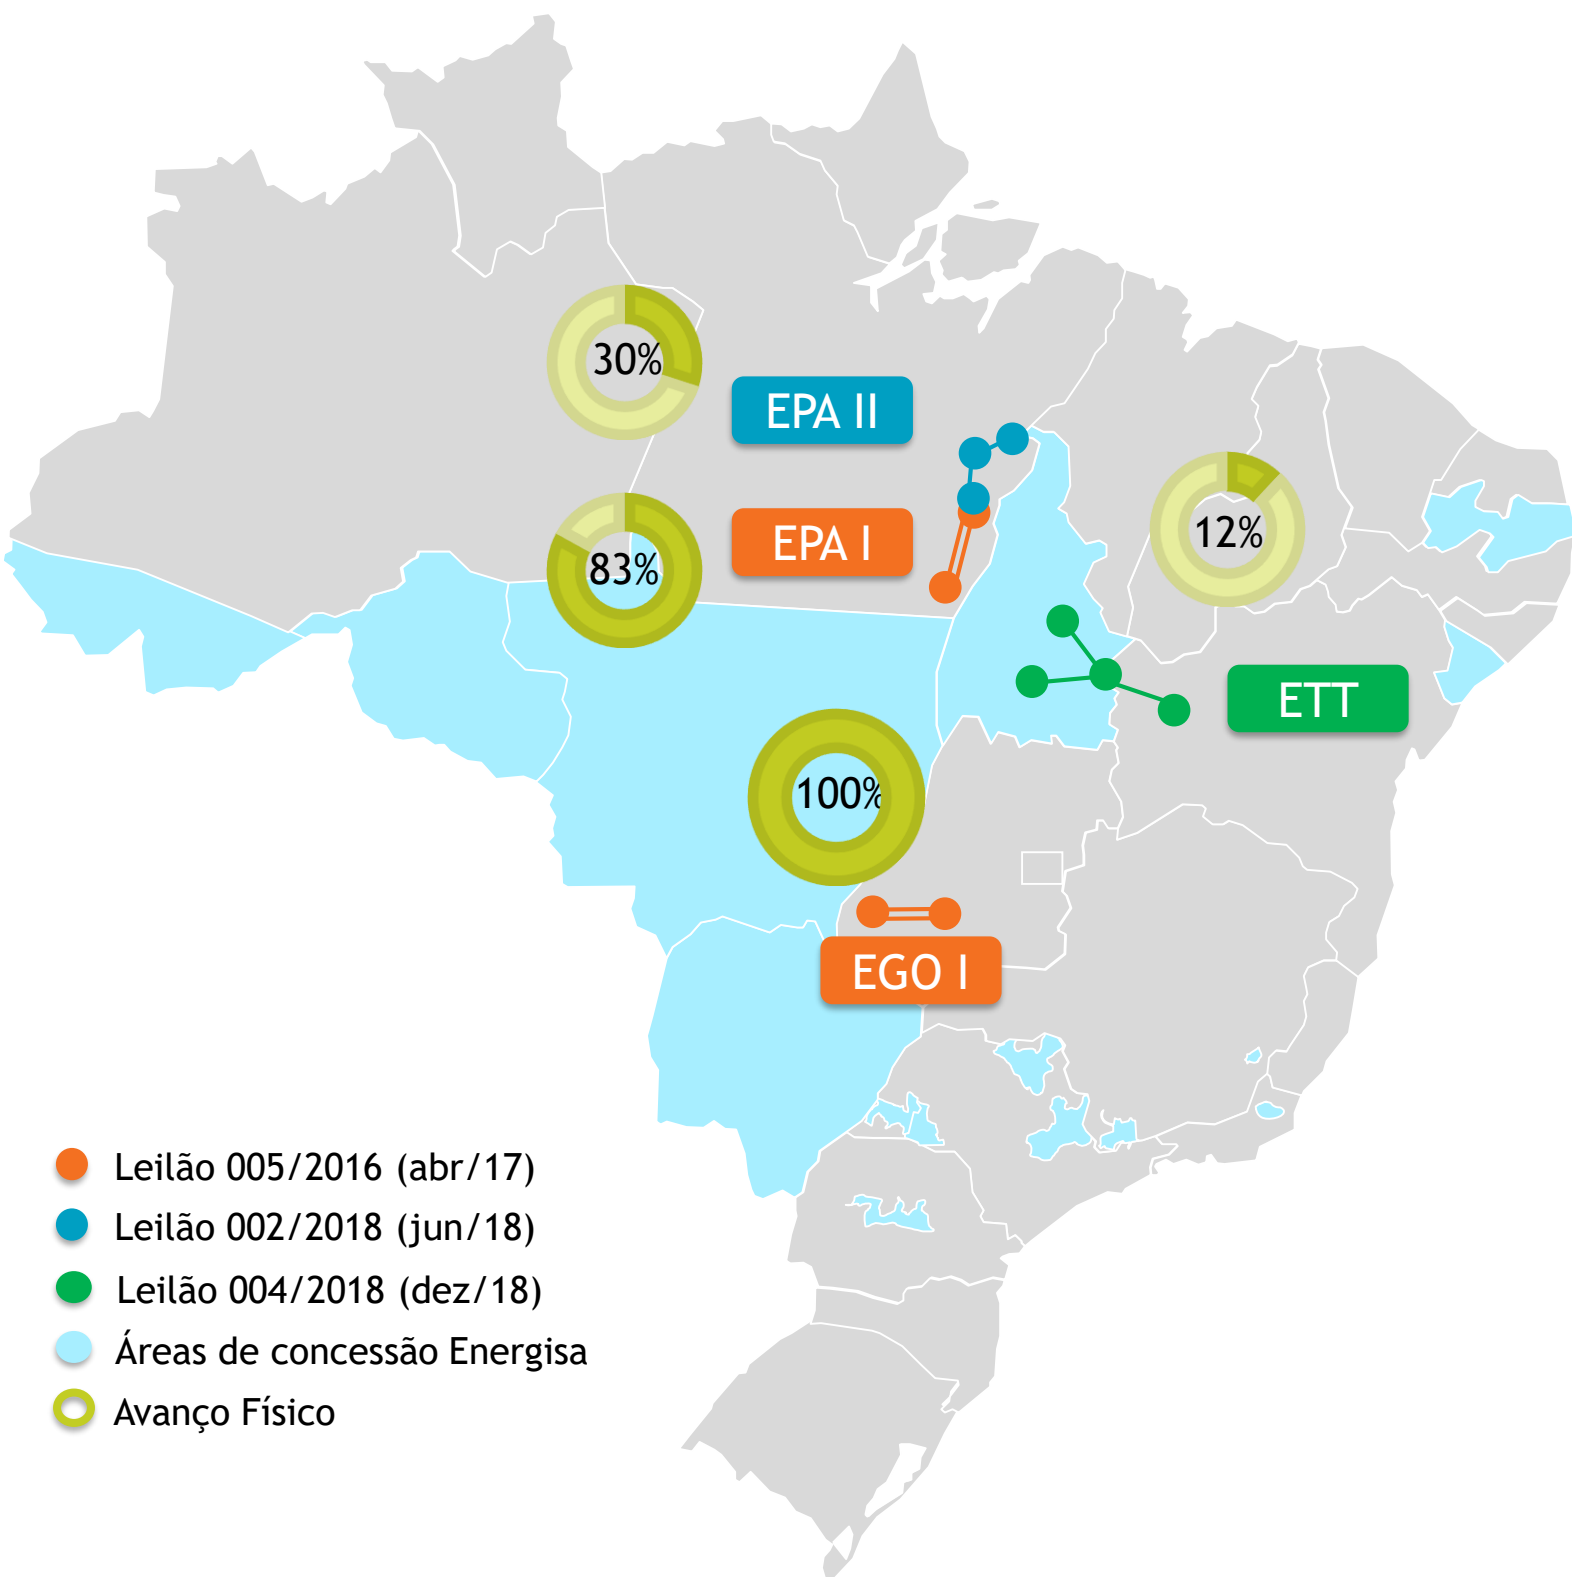 30%
EPA II
83%
EPA I
12%
ETT
100%
EGO I
Leilão 005/2016 (abr/17)
Leilão 002/2018 (jun/18)
Leilão 004/2018 (dez/18)
Áreas de concessão Energisa
Avanço Físico